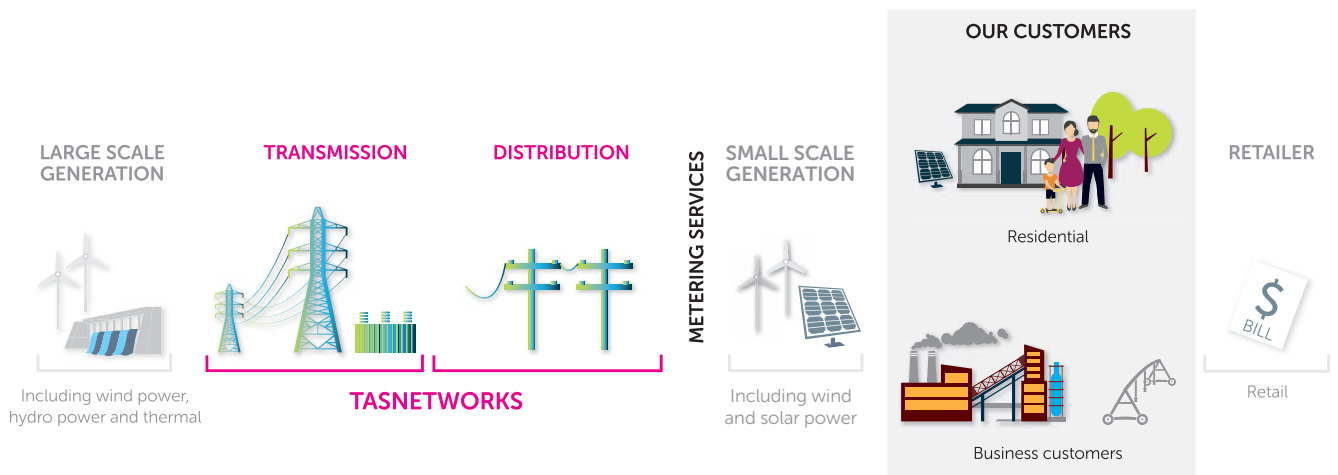 LARGE SCALE
GENERATION
Including wind power,
hydro power and thermal
TRANSMISSION
DISTRIBUTION
TASNETWORKS
METERING SERVICES
SMALL SCALE
GENERATION
Including wind
and solar power
OUR CUSTOMERS
Residential
Business customers
RETAILER
$
BILL
Retail